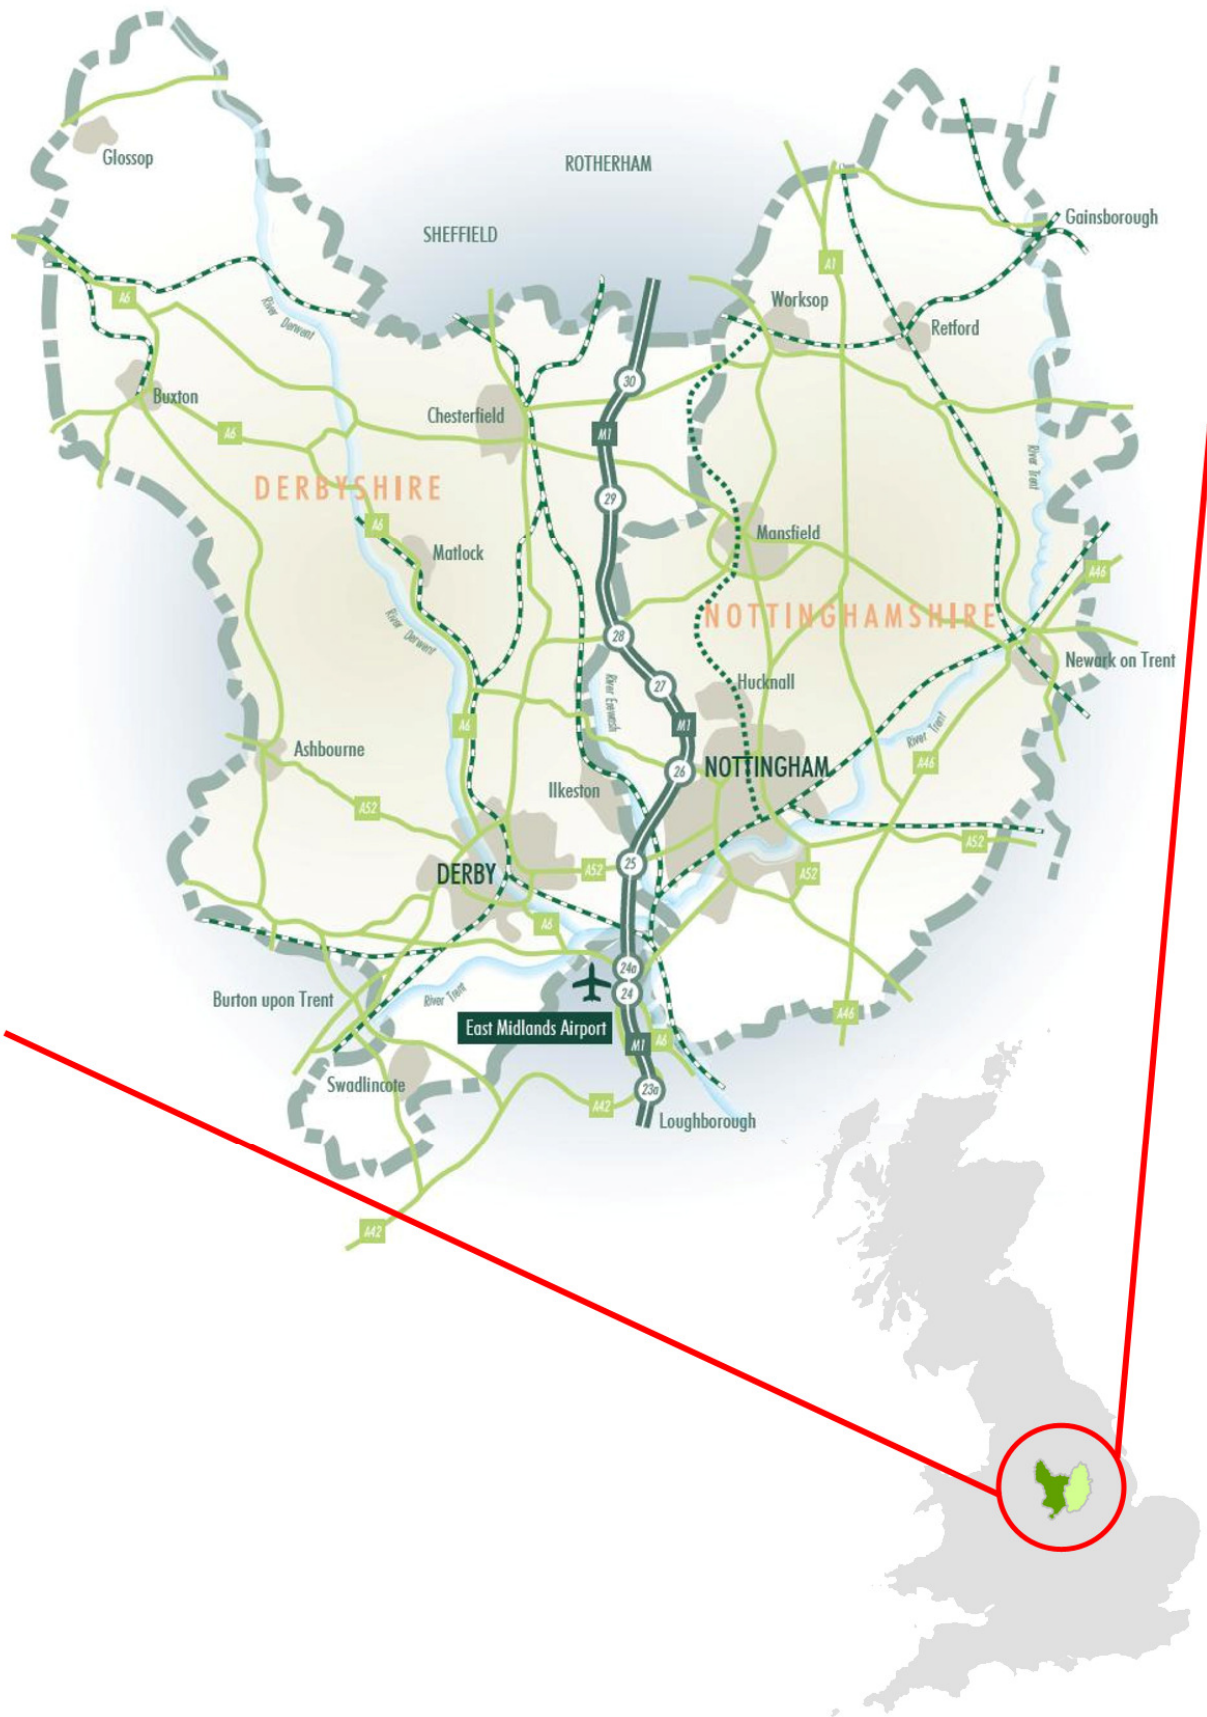 Glossop
ROTHERHAM
Gainsborough
SHEFFIELD
A1
A6
Worksop
River Derwent
Retford
30
Buxton
Chesterfield
A6
M1
River Trent
DERBYSHIRE
29
A6
Mansfield
Matlock
A46
NOTTINGHAMSHIRE
River Derwent
28
Newark on Trent
27
Hucknall
River Erewash
A6
M1
River Trent
Ashbourne
26
NOTTINGHAM
A46
Ilkeston
A52
A52
25
DERBY
A52
A52
A6
24a
Burton upon Trent
River Trent
24
East Midlands Airport
A46
M1
A6
Swadlincote
23a
A42
Loughborough
A42